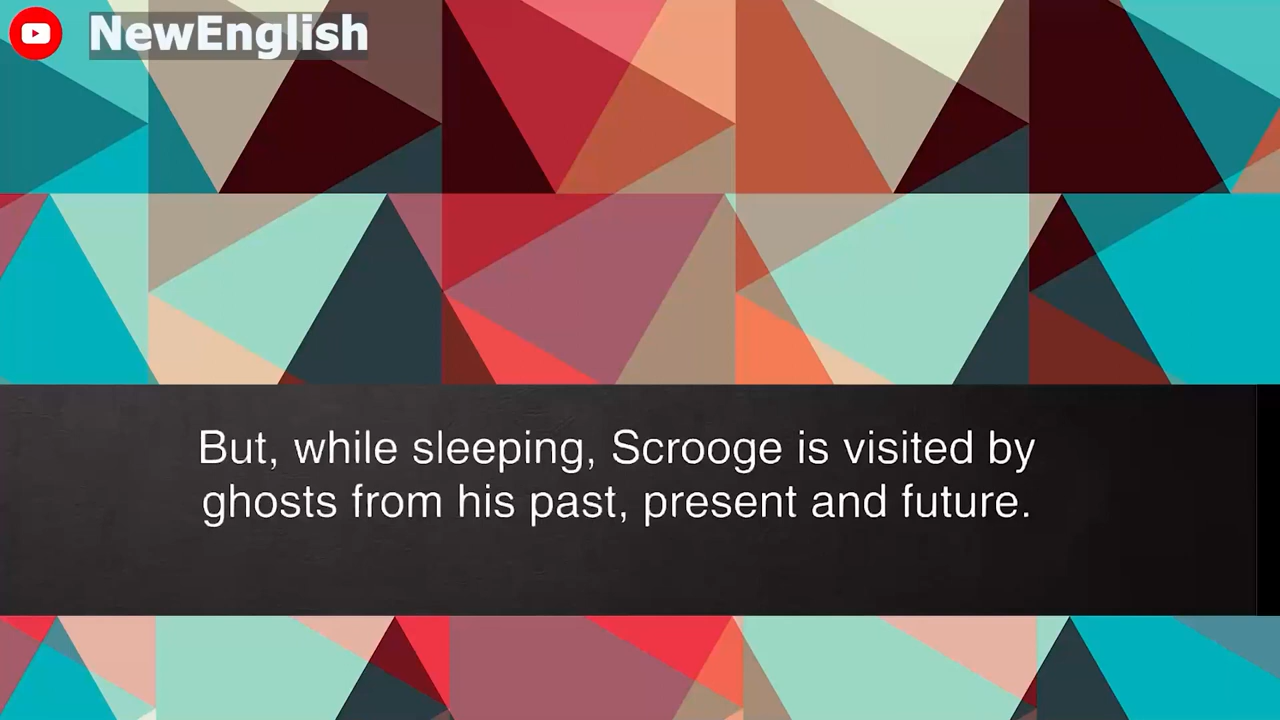 NewEnglish
But, while sleeping, Scrooge is visited by
ghosts from his past, present and future.